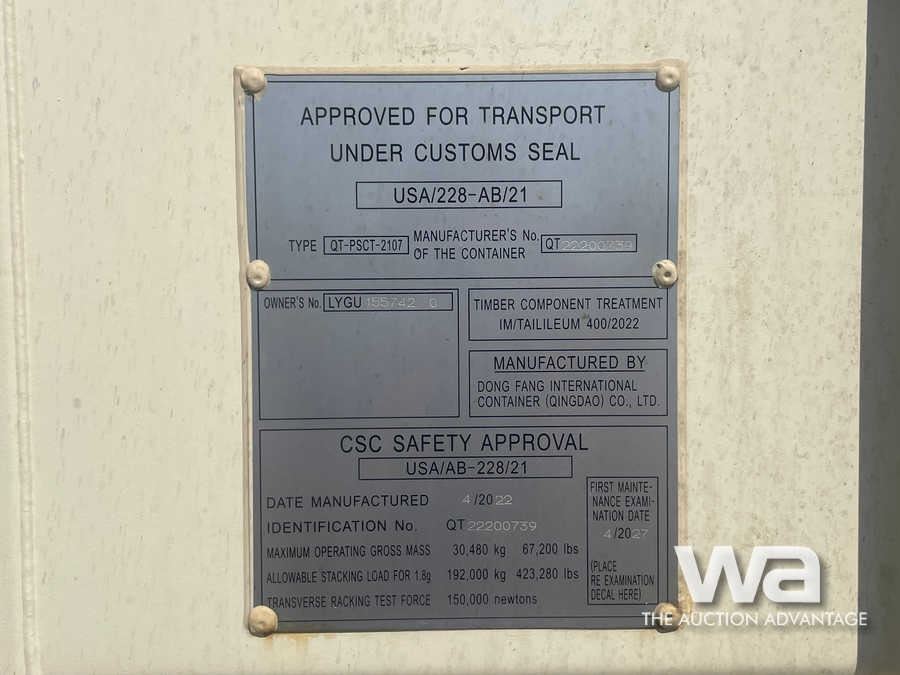 APPROVED FOR TRANSPORT
UNDER CUSTOMS SEAL
USA/228-AB/21
TYPE QT-PSCT-2107 MANUFACTURER'S No. OF THE CONTAINER QT 22200739
OWNER'S No. LYGU 155742 0
TIMBER COMPONENT TREATMENT
IM/TAILILEUM 400/2022
MANUFACTURED BY
DONG FANG INTERNATIONAL
CONTAINER (QINGDAO) CO., LTD.
CSC SAFETY APPROVAL
USA/AB-228/21
DATE MANUFACTURED 4/2022
IDENTIFICATION No. QT 22200739
MAXIMUM OPERATING GROSS MASS 30,480 kg 67,200 lbs
ALLOWABLE STACKING LOAD FOR 1.8g 192,000 kg 423,280 lbs
TRANSVERSE RACKING TEST FORCE 150,000 newtons
FIRST MAINTE-
NANCE EXAMI-
NATION DATE
4/2027
(PLACE
RE EXAMINATION
DECAL HERE)
wa
THE AUCTION ADVANTAGE